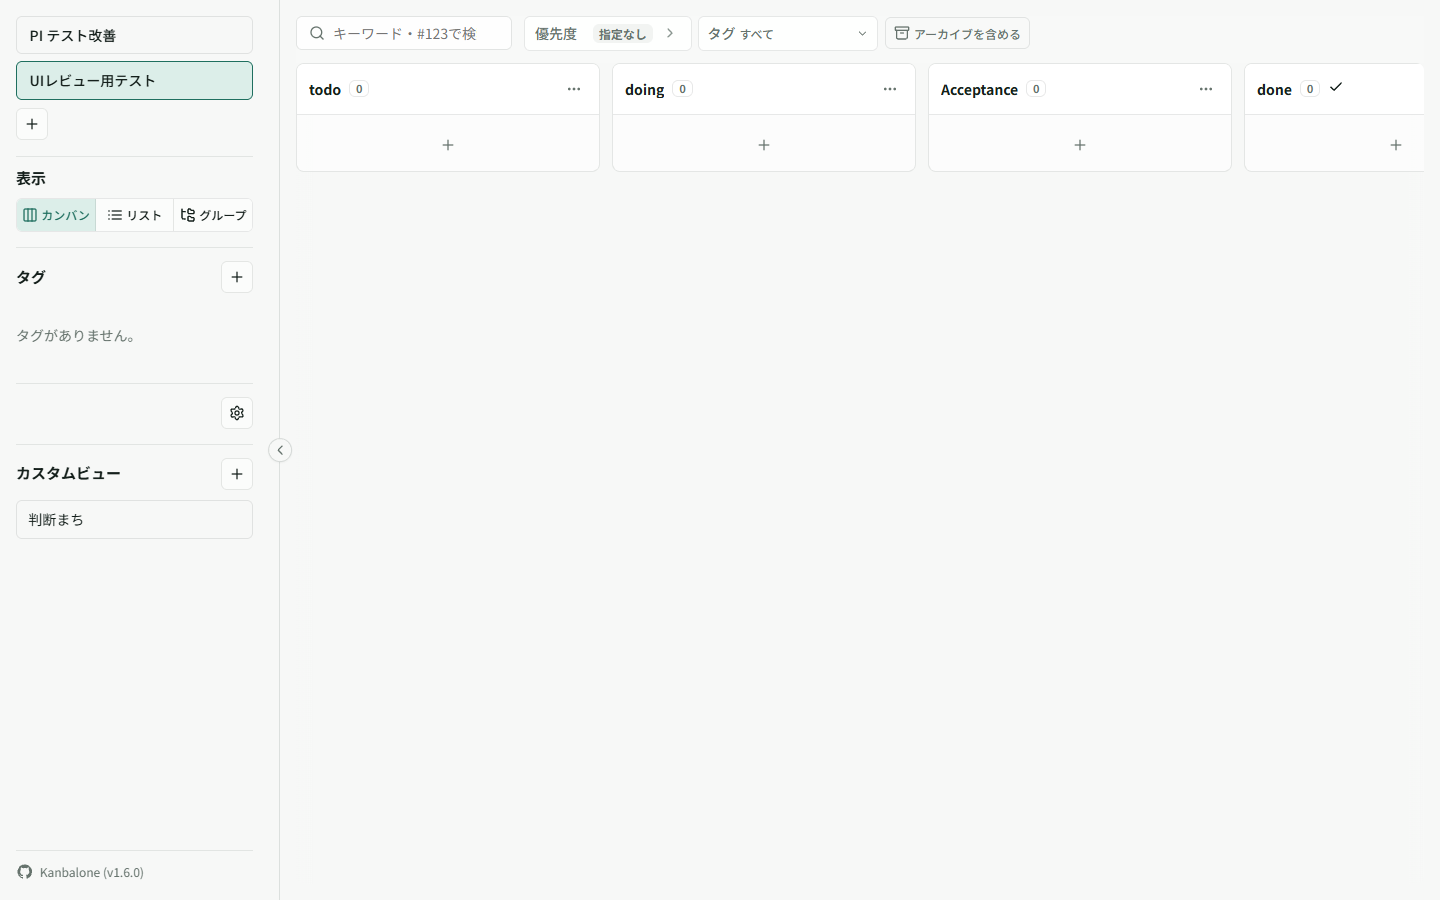 PI テスト改善
UIレビュー用テスト
表示
カンバン
リスト
グループ
タグ
タグがありません。
カスタムビュー
判断まち
Kanbalone (v1.6.0)
キーワード・#123で検
優先度 指定なし
タグ すべて
アーカイブを含める
todo 0
doing 0
Acceptance 0
done 0